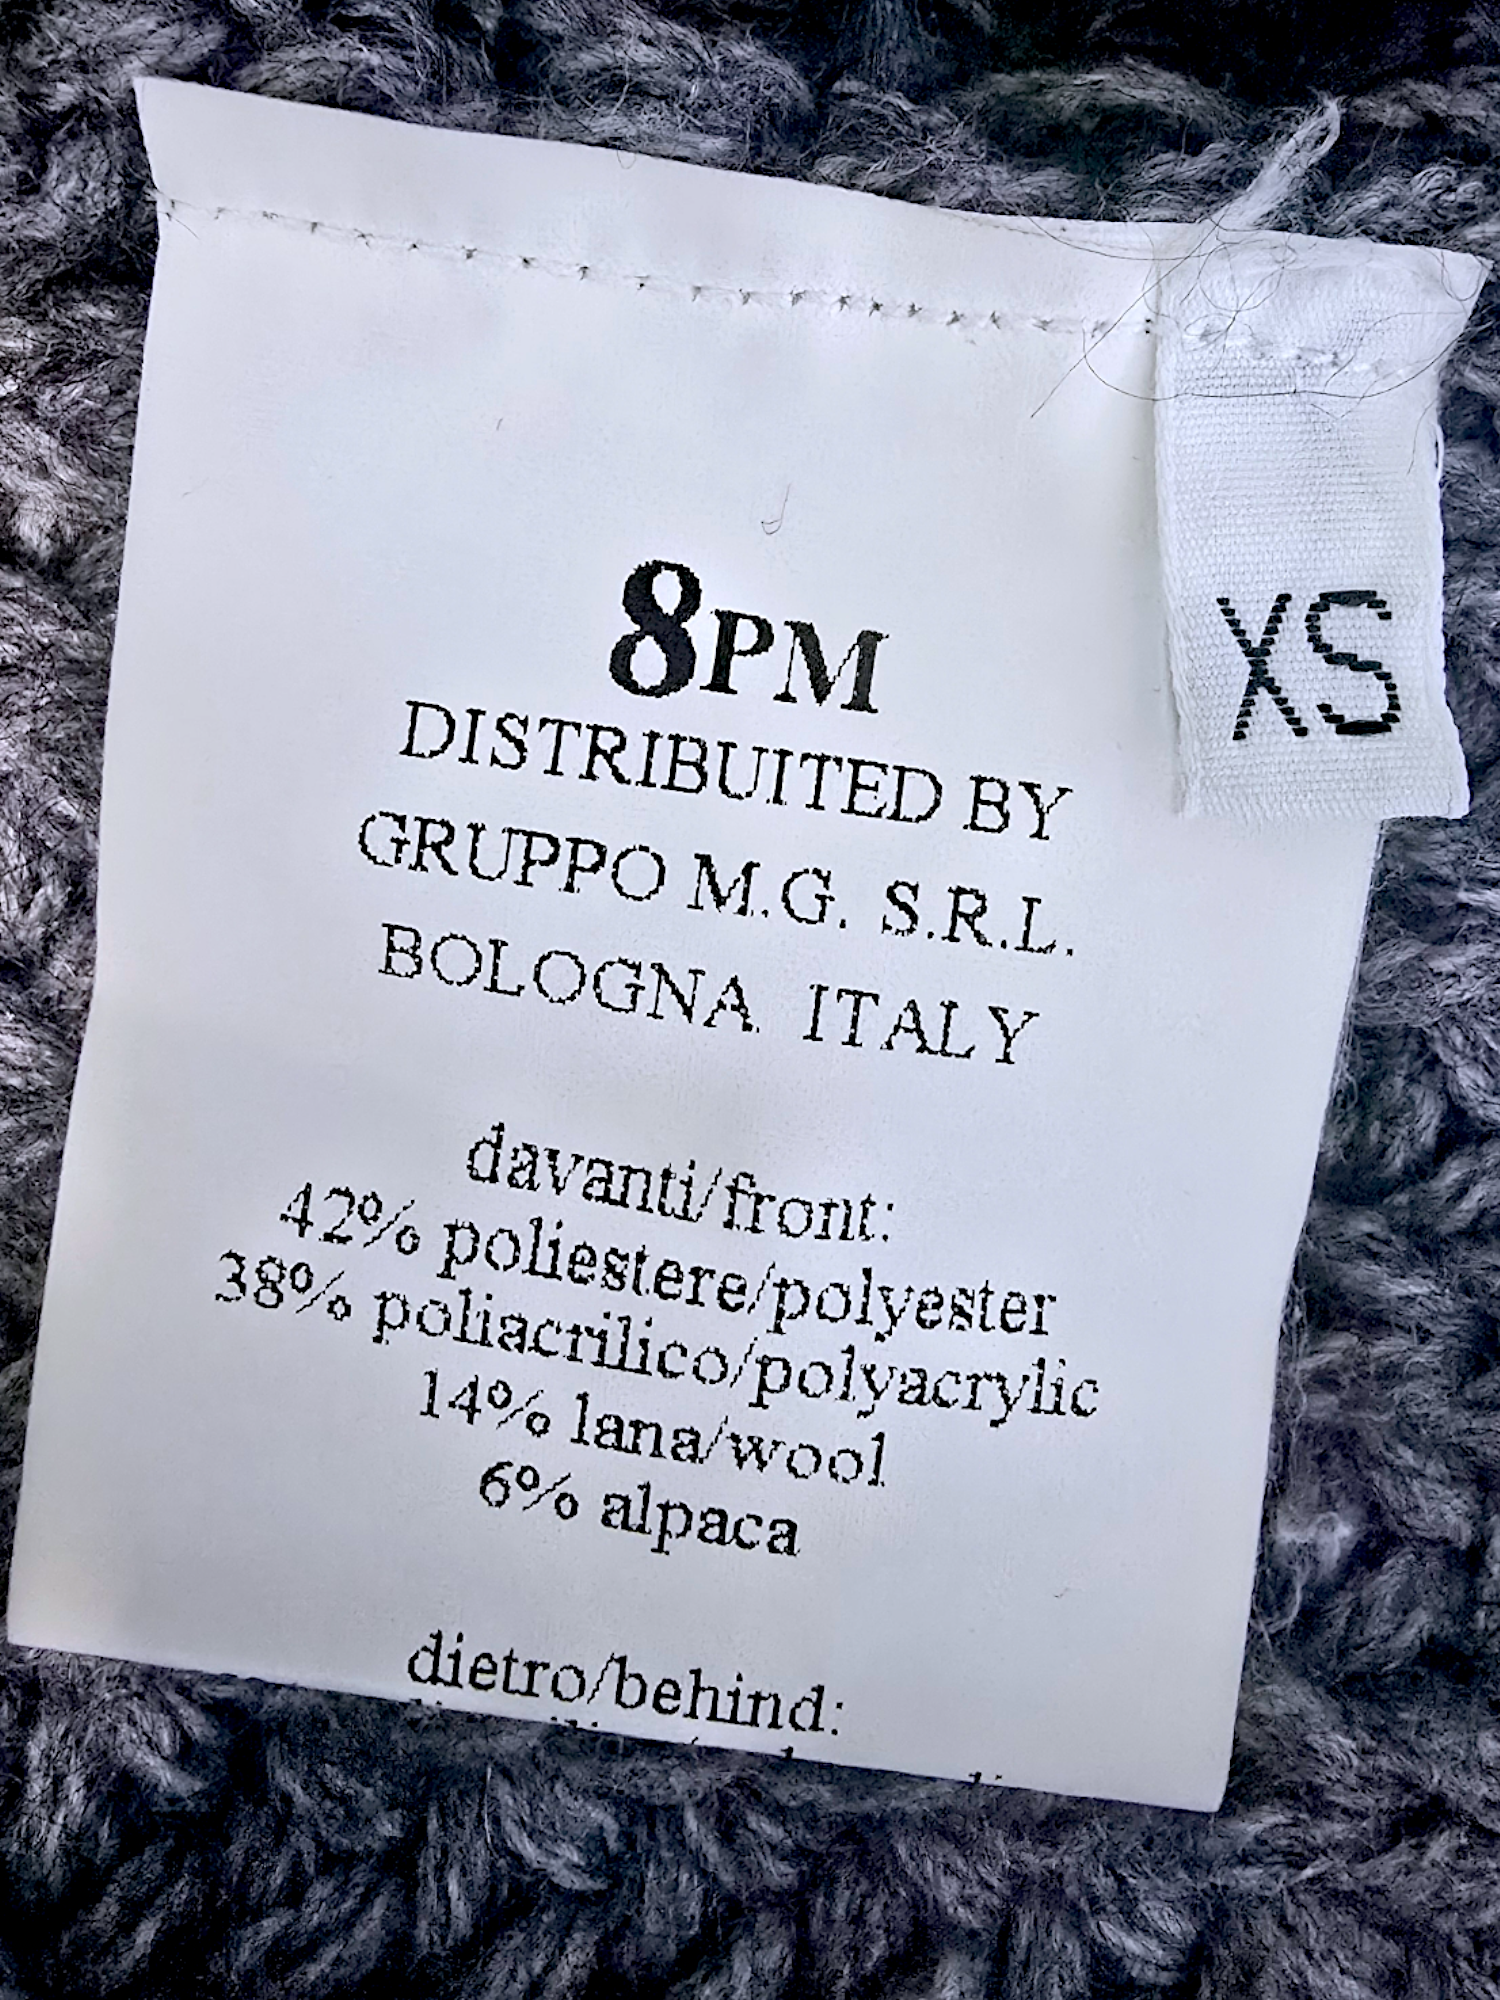 8PM
XS
DISTRIBUITED BY
GRUPPO M.G. S.R.L.
BOLOGNA ITALY
davanti/front:
42% poliestere/polyester
38% poliacrilico/polyacrylic
14% lana/wool
6% alpaca
dietro/behind: